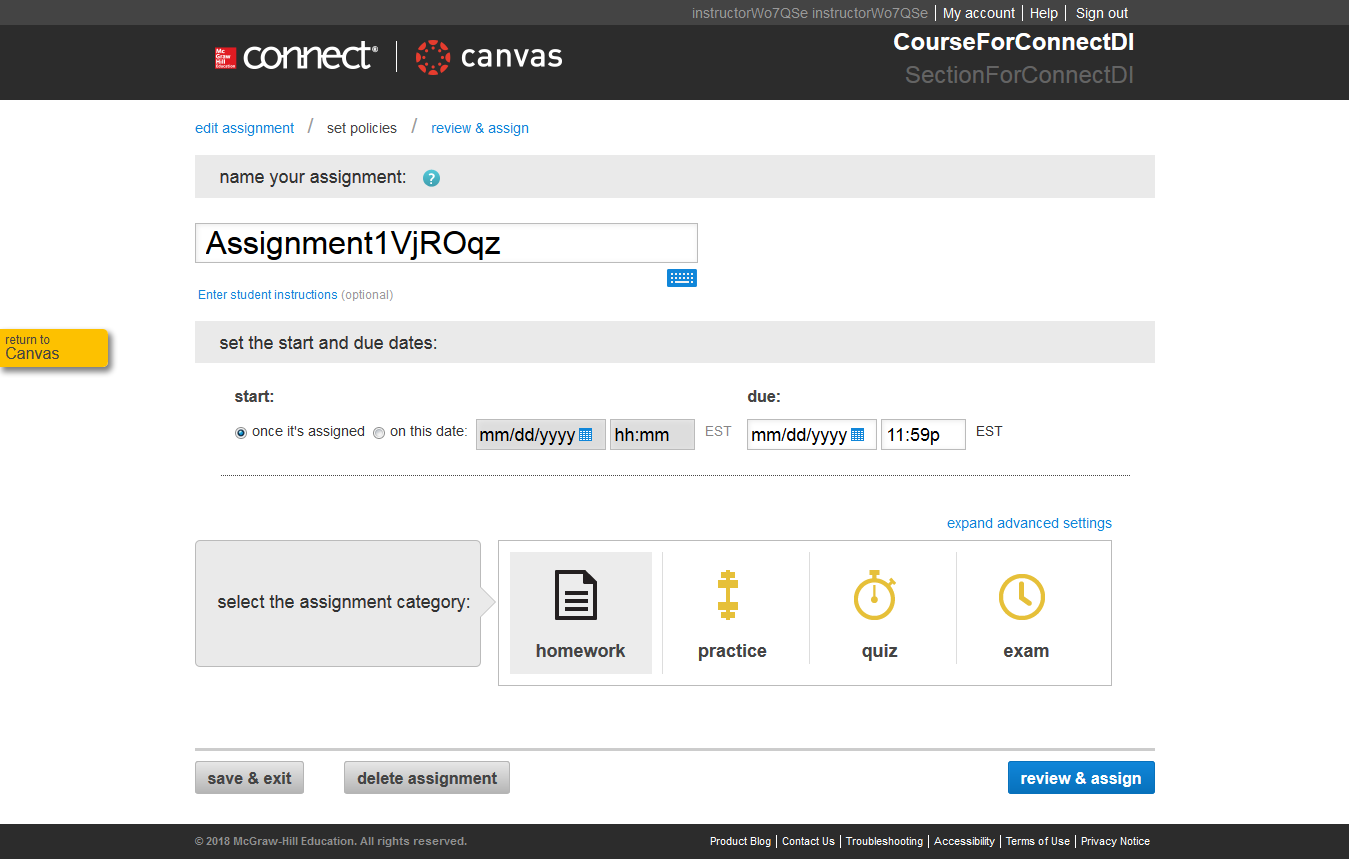 instructorWo7QSe instructorWo7QSe | My account | Help | Sign out
Mc Graw Hill Education connect® | canvas
CourseForConnectDI
SectionForConnectDI
edit assignment / set policies / review & assign
name your assignment: ?
Assignment1VjROqz
Enter student instructions (optional)
return to
Canvas
set the start and due dates:
start: due:
once it's assigned on this date: mm/dd/yyyy hh:mm EST mm/dd/yyyy 11:59p EST
expand advanced settings
select the assignment category:
homework practice quiz exam
save & exit delete assignment review & assign
© 2018 McGraw-Hill Education. All rights reserved. Product Blog | Contact Us | Troubleshooting | Accessibility | Terms of Use | Privacy Notice